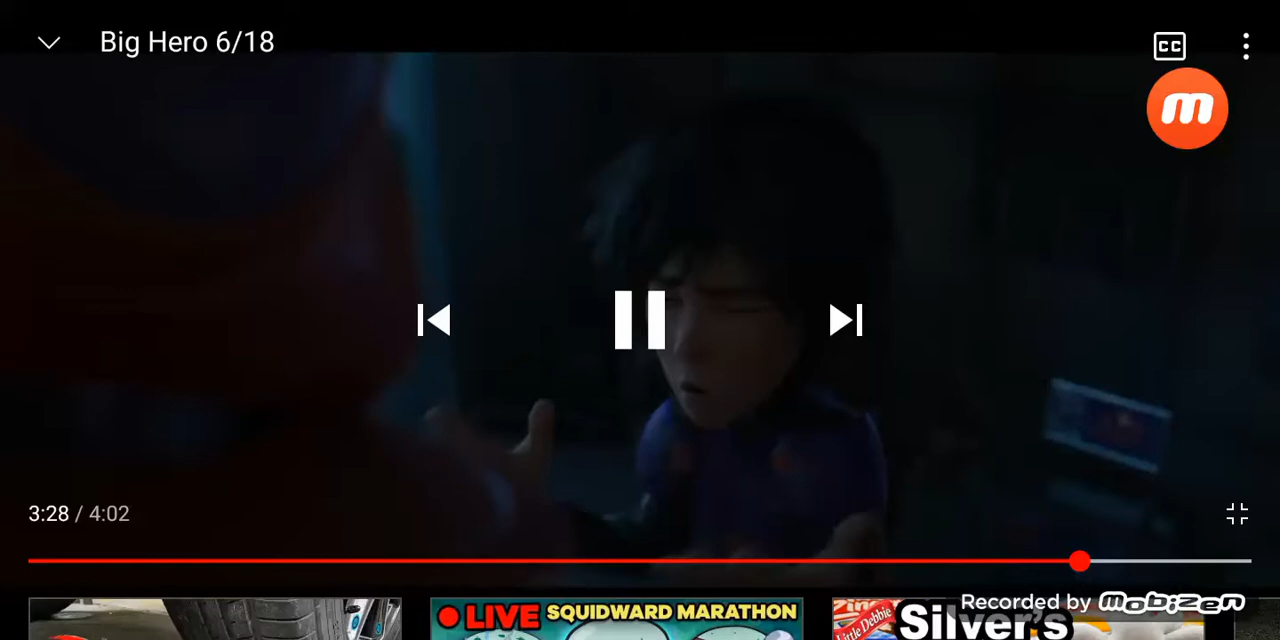 Big Hero 6/18
CC
m
3:28 / 4:02
LIVE SQUIDWARD MARATHON
Little Debbie
Silver's
Recorded by mobizen